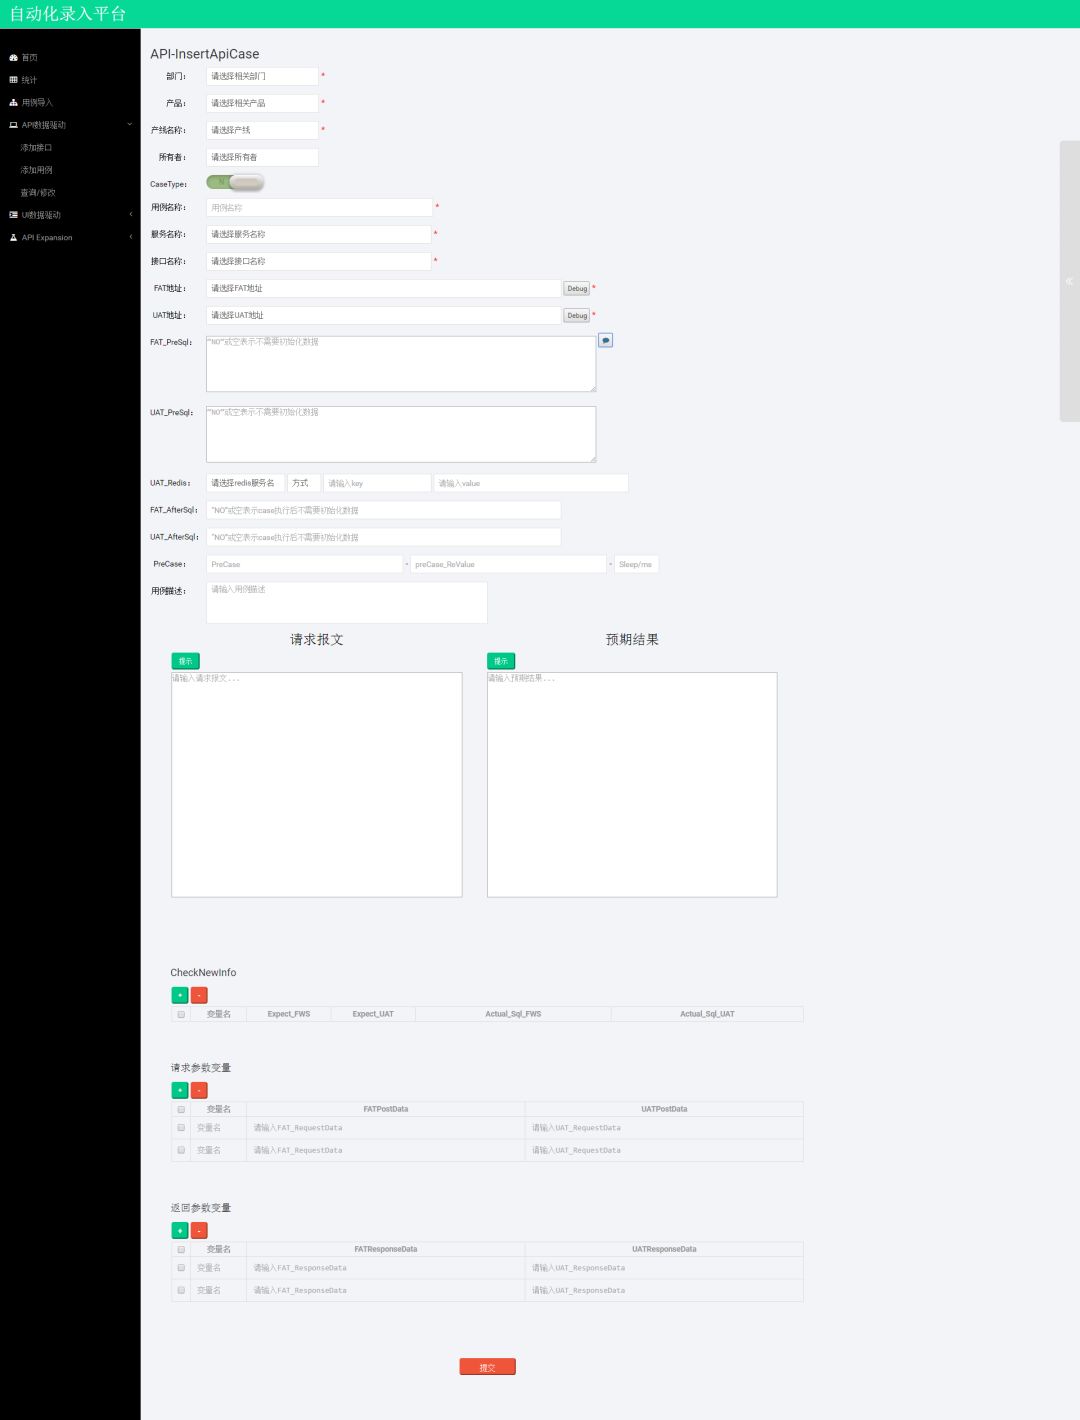 自动化录入平台
首页
统计
用例导入
API数据驱动
添加接口
添加用例
查询/修改
UI数据驱动
API Expansion
API-InsertApiCase
部门： 请选择相关部门 *
产品： 请选择相关产品 *
产线名称： 请选择产线 *
所有者： 请选择所有者
CaseType： N
用例名称： 用例名称 *
服务名称： 请选择服务名称 *
接口名称： 请选择接口名称 *
FAT地址： 请选择FAT地址 Debug *
UAT地址： 请选择UAT地址 Debug *
FAT_PreSql： "NO"或空表示不需要初始化数据
UAT_PreSql： "NO"或空表示不需要初始化数据
UAT_Redis： 请选择redis服务名 方式 请输入key 请输入value
FAT_AfterSql： "NO"或空表示case执行后不需要初始化数据
UAT_AfterSql： "NO"或空表示case执行后不需要初始化数据
PreCase： PreCase - preCase_ReValue - Sleep/ms
用例描述： 请输入用例描述
请求报文 预期结果
提示 提示
请输入请求报文... 请输入预期结果...
CheckNewInfo
+ -
变量名 Expect_FWS Expect_UAT Actual_Sql_FWS Actual_Sql_UAT
请求参数变量
+ -
变量名 FATPostData UATPostData
变量名 请输入FAT_RequestData 请输入UAT_RequestData
变量名 请输入FAT_RequestData 请输入UAT_RequestData
返回参数变量
+ -
变量名 FATResponseData UATResponseData
变量名 请输入FAT_ResponseData 请输入UAT_ResponseData
变量名 请输入FAT_ResponseData 请输入UAT_ResponseData
提交